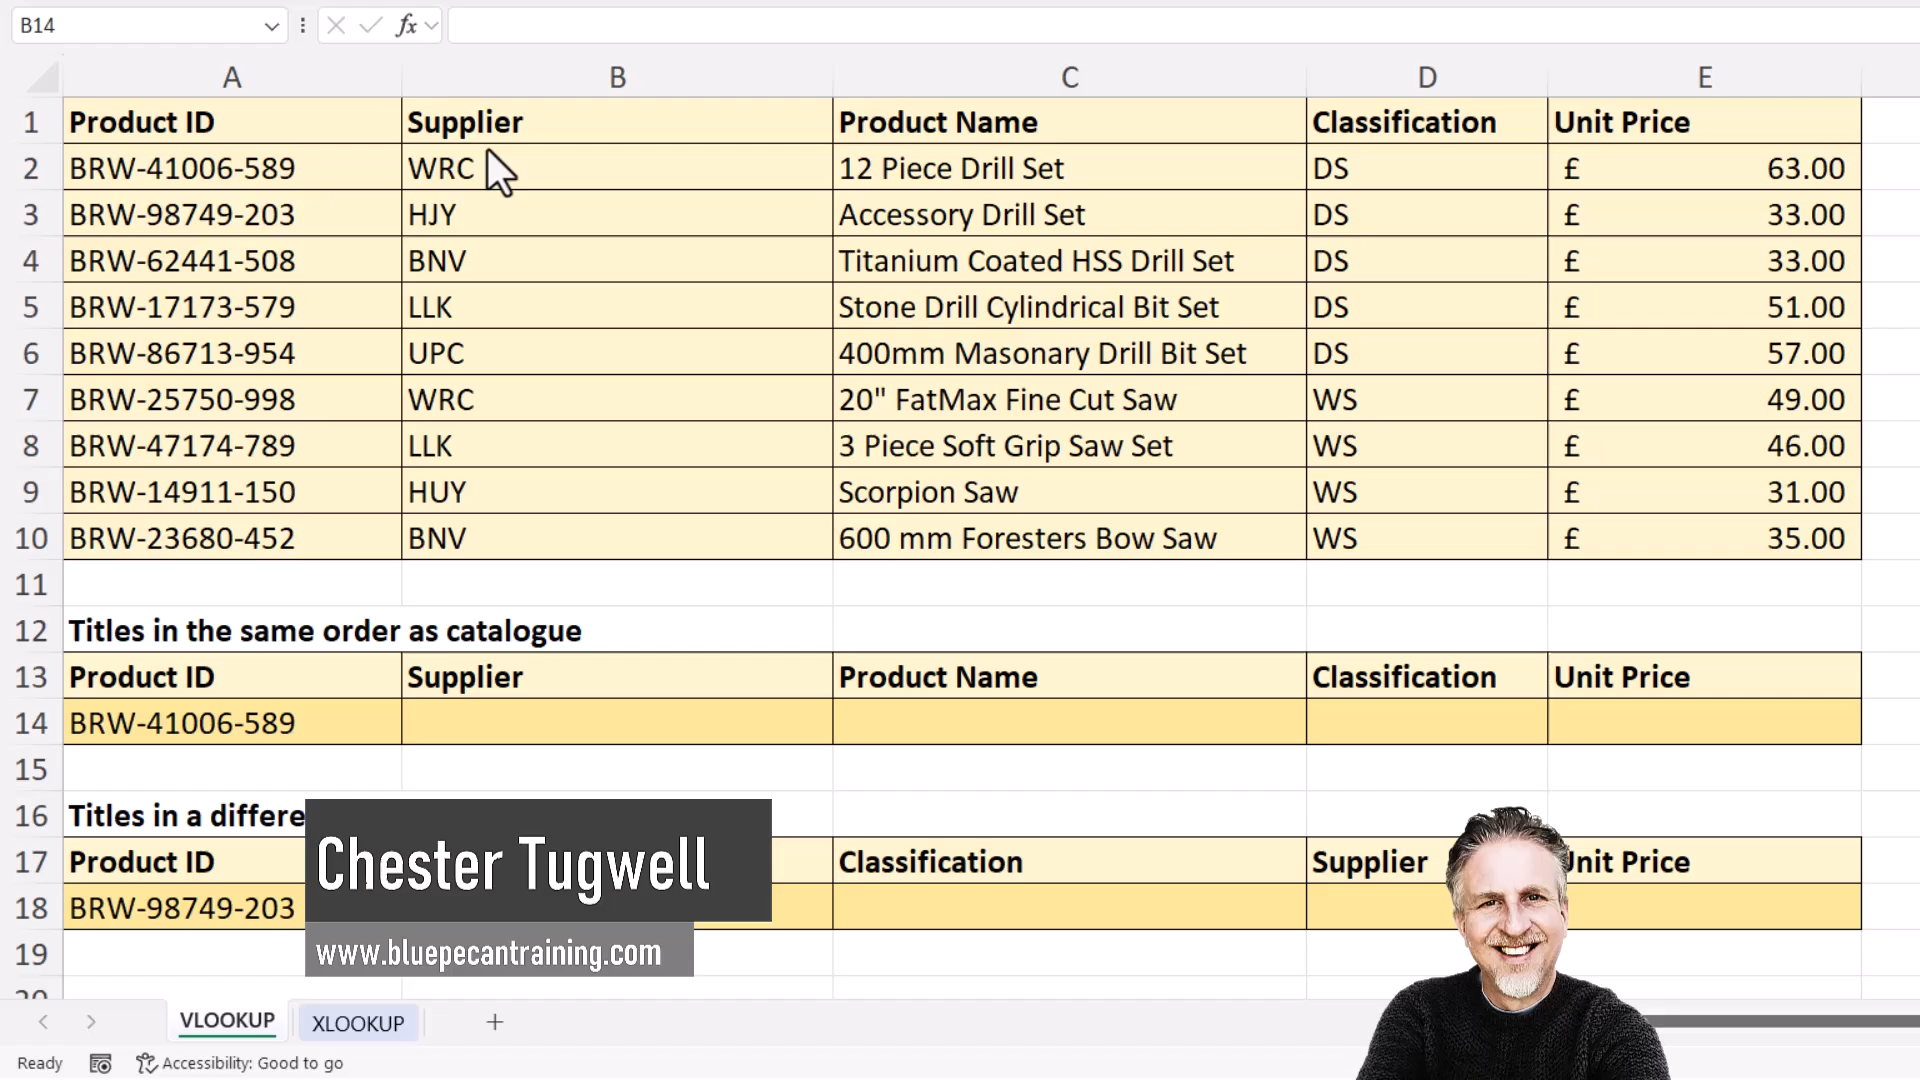 B14
fx
A B C D E
1 Product ID Supplier Product Name Classification Unit Price
2 BRW-41006-589 WRC 12 Piece Drill Set DS £ 63.00
3 BRW-98749-203 HJY Accessory Drill Set DS £ 33.00
4 BRW-62441-508 BNV Titanium Coated HSS Drill Set DS £ 33.00
5 BRW-17173-579 LLK Stone Drill Cylindrical Bit Set DS £ 51.00
6 BRW-86713-954 UPC 400mm Masonary Drill Bit Set DS £ 57.00
7 BRW-25750-998 WRC 20" FatMax Fine Cut Saw WS £ 49.00
8 BRW-47174-789 LLK 3 Piece Soft Grip Saw Set WS £ 46.00
9 BRW-14911-150 HUY Scorpion Saw WS £ 31.00
10 BRW-23680-452 BNV 600 mm Foresters Bow Saw WS £ 35.00
11
12 Titles in the same order as catalogue
13 Product ID Supplier Product Name Classification Unit Price
14 BRW-41006-589
15
16 Titles in a differe
17 Product ID Classification Supplier Unit Price
18 BRW-98749-203
19
20
Chester Tugwell
www.bluepecantraining.com
VLOOKUP XLOOKUP
Ready Accessibility: Good to go